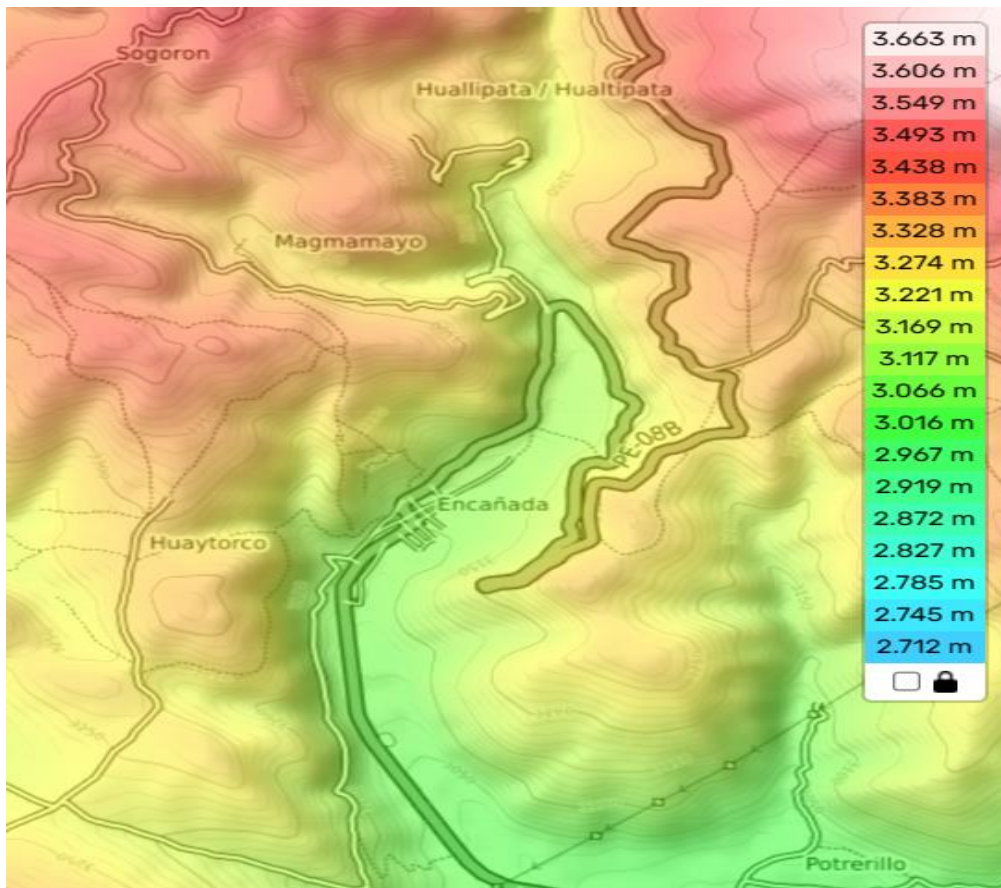 Sogoron
Huallipata / Hualtipata
Magmamayo
PE-08B
Encañada
Huaytorco
Potrerillo
3.663 m
3.606 m
3.549 m
3.493 m
3.438 m
3.383 m
3.328 m
3.274 m
3.221 m
3.169 m
3.117 m
3.066 m
3.016 m
2.967 m
2.919 m
2.872 m
2.827 m
2.785 m
2.745 m
2.712 m